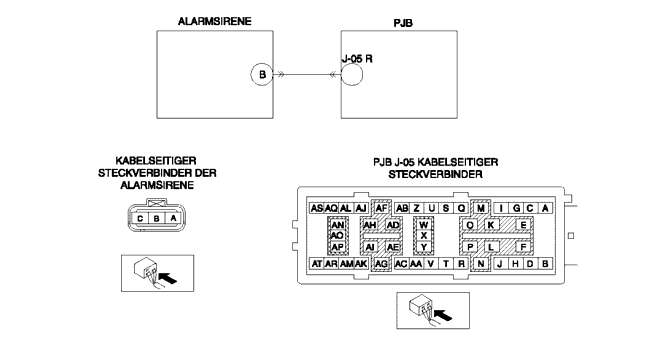 ALARMSIRENE
PJB
J-05 R
B
KABELSEITIGER
STECKVERBINDER DER
ALARMSIRENE
C B A
PJB J-05 KABELSEITIGER
STECKVERBINDER
AS AQ AL AJ AF AB Z U S Q M I G C A
AN AH AD W O K E
AO X
AP AI AE Y P L F
AT AR AM AK AG AC AA V T R N J H D B